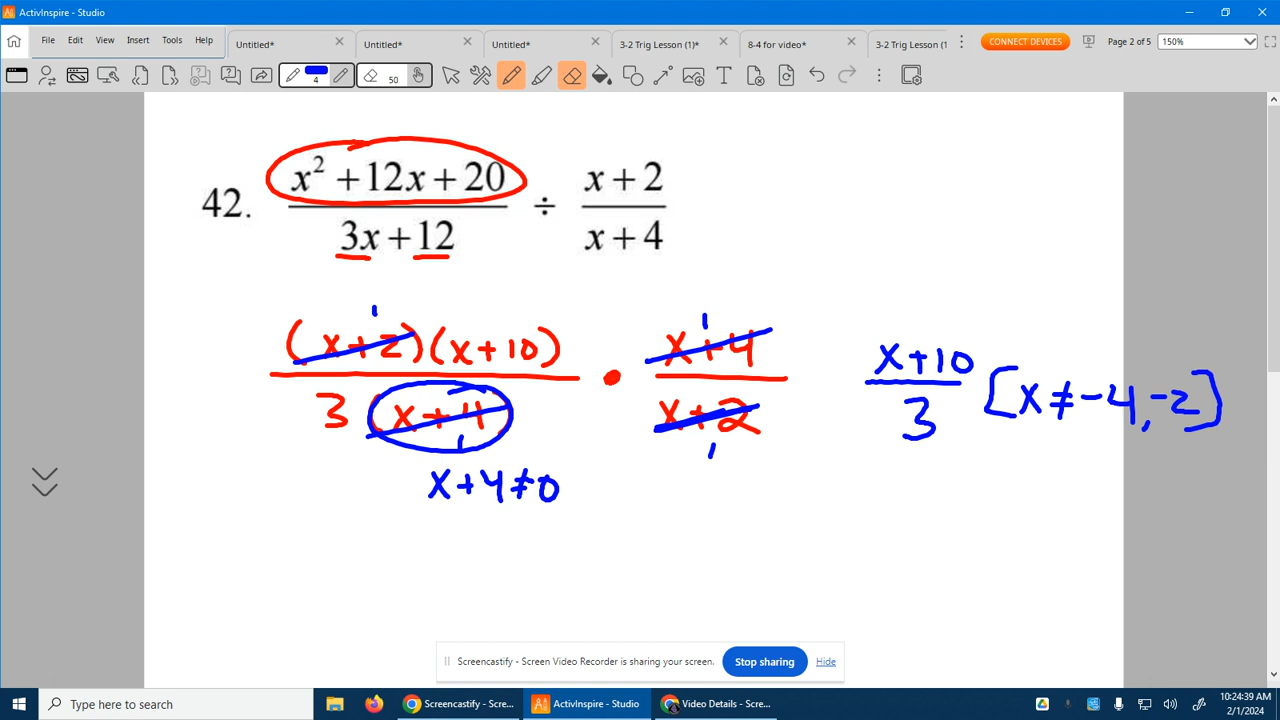 ActivInspire - Studio
File Edit View Insert Tools Help
Untitled* Untitled* Untitled* 3-2 Trig Lesson (1)* 8-4 for video* 3-2 Trig Lesson (1
CONNECT DEVICES
Page 2 of 5
150%
4
50
42. x² + 12x + 20 ÷ x + 2
3x + 12 x + 4
1 1
(x+2)(x+10) • x+4 x+10 [x≠-4,-2]
3 (x+4) x+2 3
1 1
x+4≠0
Screencastify - Screen Video Recorder is sharing your screen. Stop sharing Hide
Type here to search
Screencastify - Scree...
ActivInspire - Studio
Video Details - Scre...
10:24:39 AM
2/1/2024